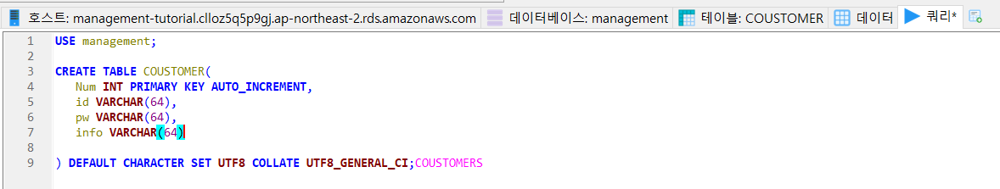 호스트: management-tutorial.clloz5q5p9gj.ap-northeast-2.rds.amazonaws.com 데이터베이스: management 테이블: COUSTOMER 데이터 쿼리*
1 USE management;
2
3 CREATE TABLE COUSTOMER(
4 Num INT PRIMARY KEY AUTO_INCREMENT,
5 id VARCHAR(64),
6 pw VARCHAR(64),
7 info VARCHAR(64)
8
9 ) DEFAULT CHARACTER SET UTF8 COLLATE UTF8_GENERAL_CI;COUSTOMERS